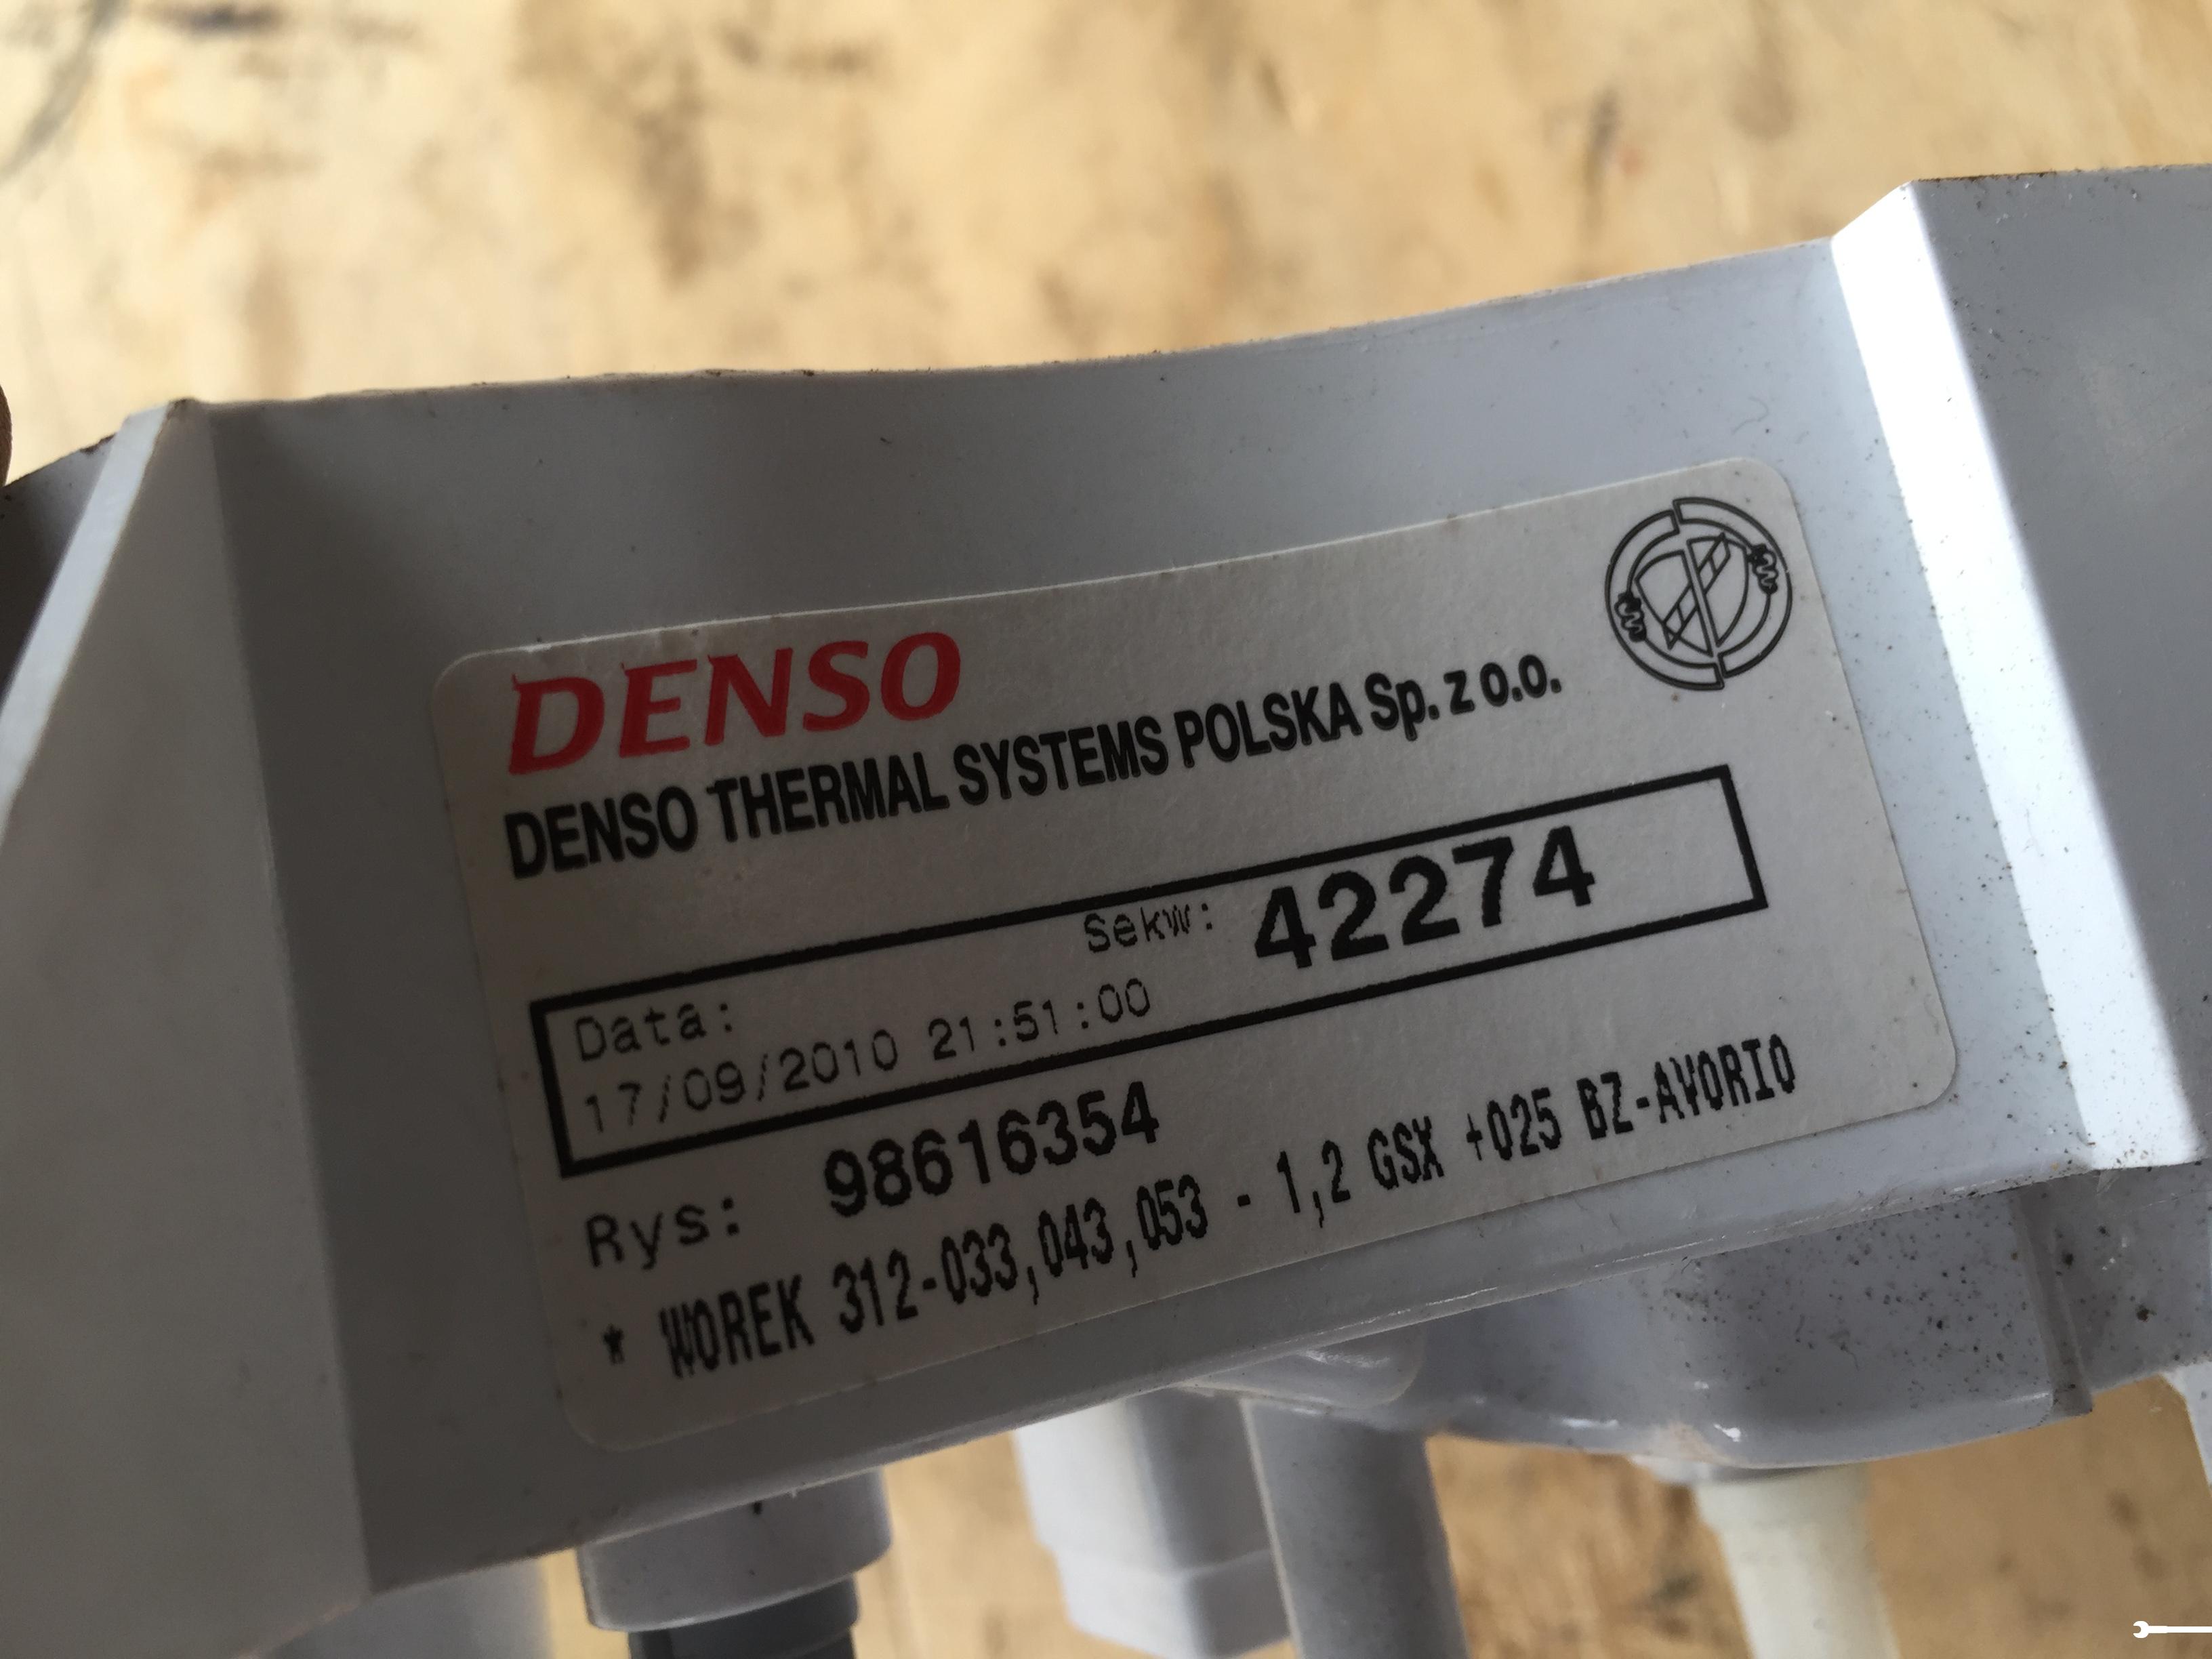 DENSO
DENSO THERMAL SYSTEMS POLSKA Sp. z o.o.
Sekw: 42274
Data:
17/09/2010 21:51:00
Rys: 98616354
* WOREK 312-033,043,053 - 1,2 GSX +025 BZ-AVORIO